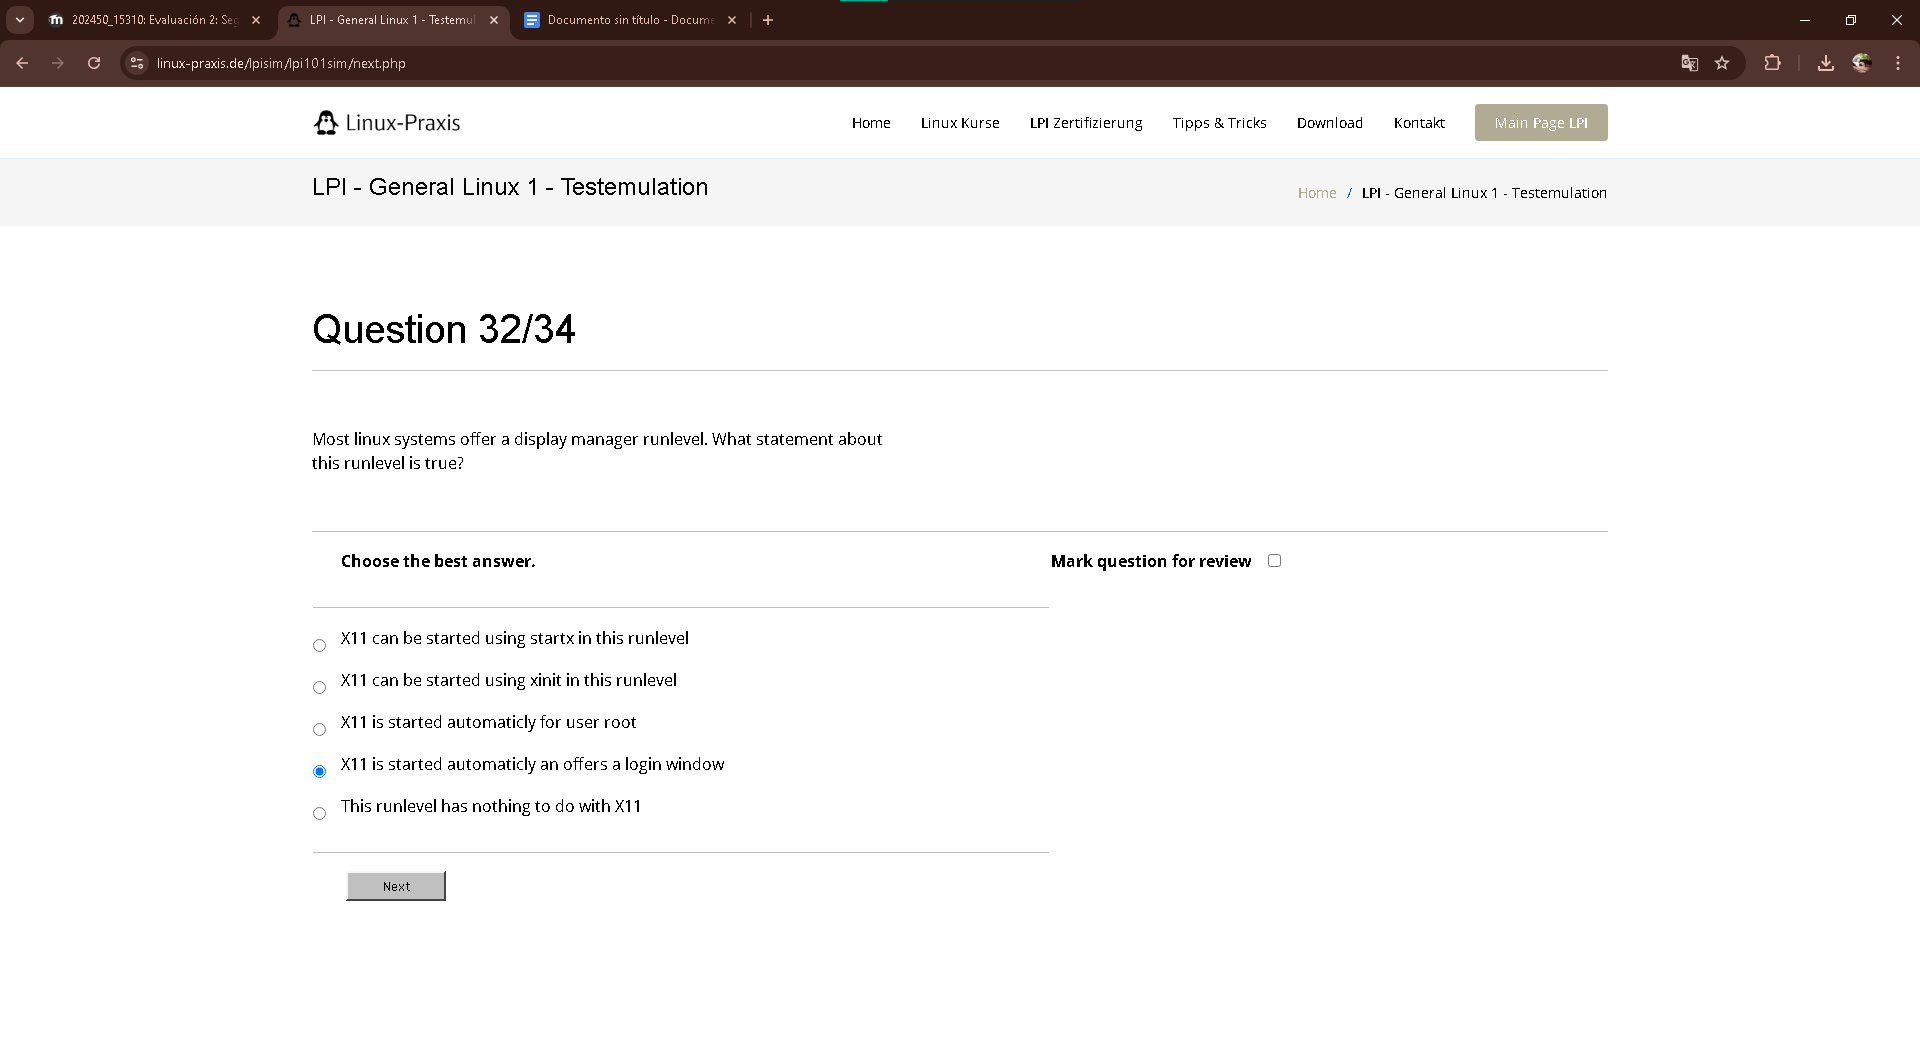 202450_15310: Evaluación 2: Seg
LPI - General Linux 1 - Testemul
Documento sin título - Docume
linux-praxis.de/lpisim/lpi101sim/next.php
Linux-Praxis
Home
Linux Kurse
LPI Zertifizierung
Tipps & Tricks
Download
Kontakt
Main Page LPI
LPI - General Linux 1 - Testemulation
Home / LPI - General Linux 1 - Testemulation
Question 32/34
Most linux systems offer a display manager runlevel. What statement about
this runlevel is true?
Choose the best answer.
Mark question for review
X11 can be started using startx in this runlevel
X11 can be started using xinit in this runlevel
X11 is started automaticly for user root
X11 is started automaticly an offers a login window
This runlevel has nothing to do with X11
Next